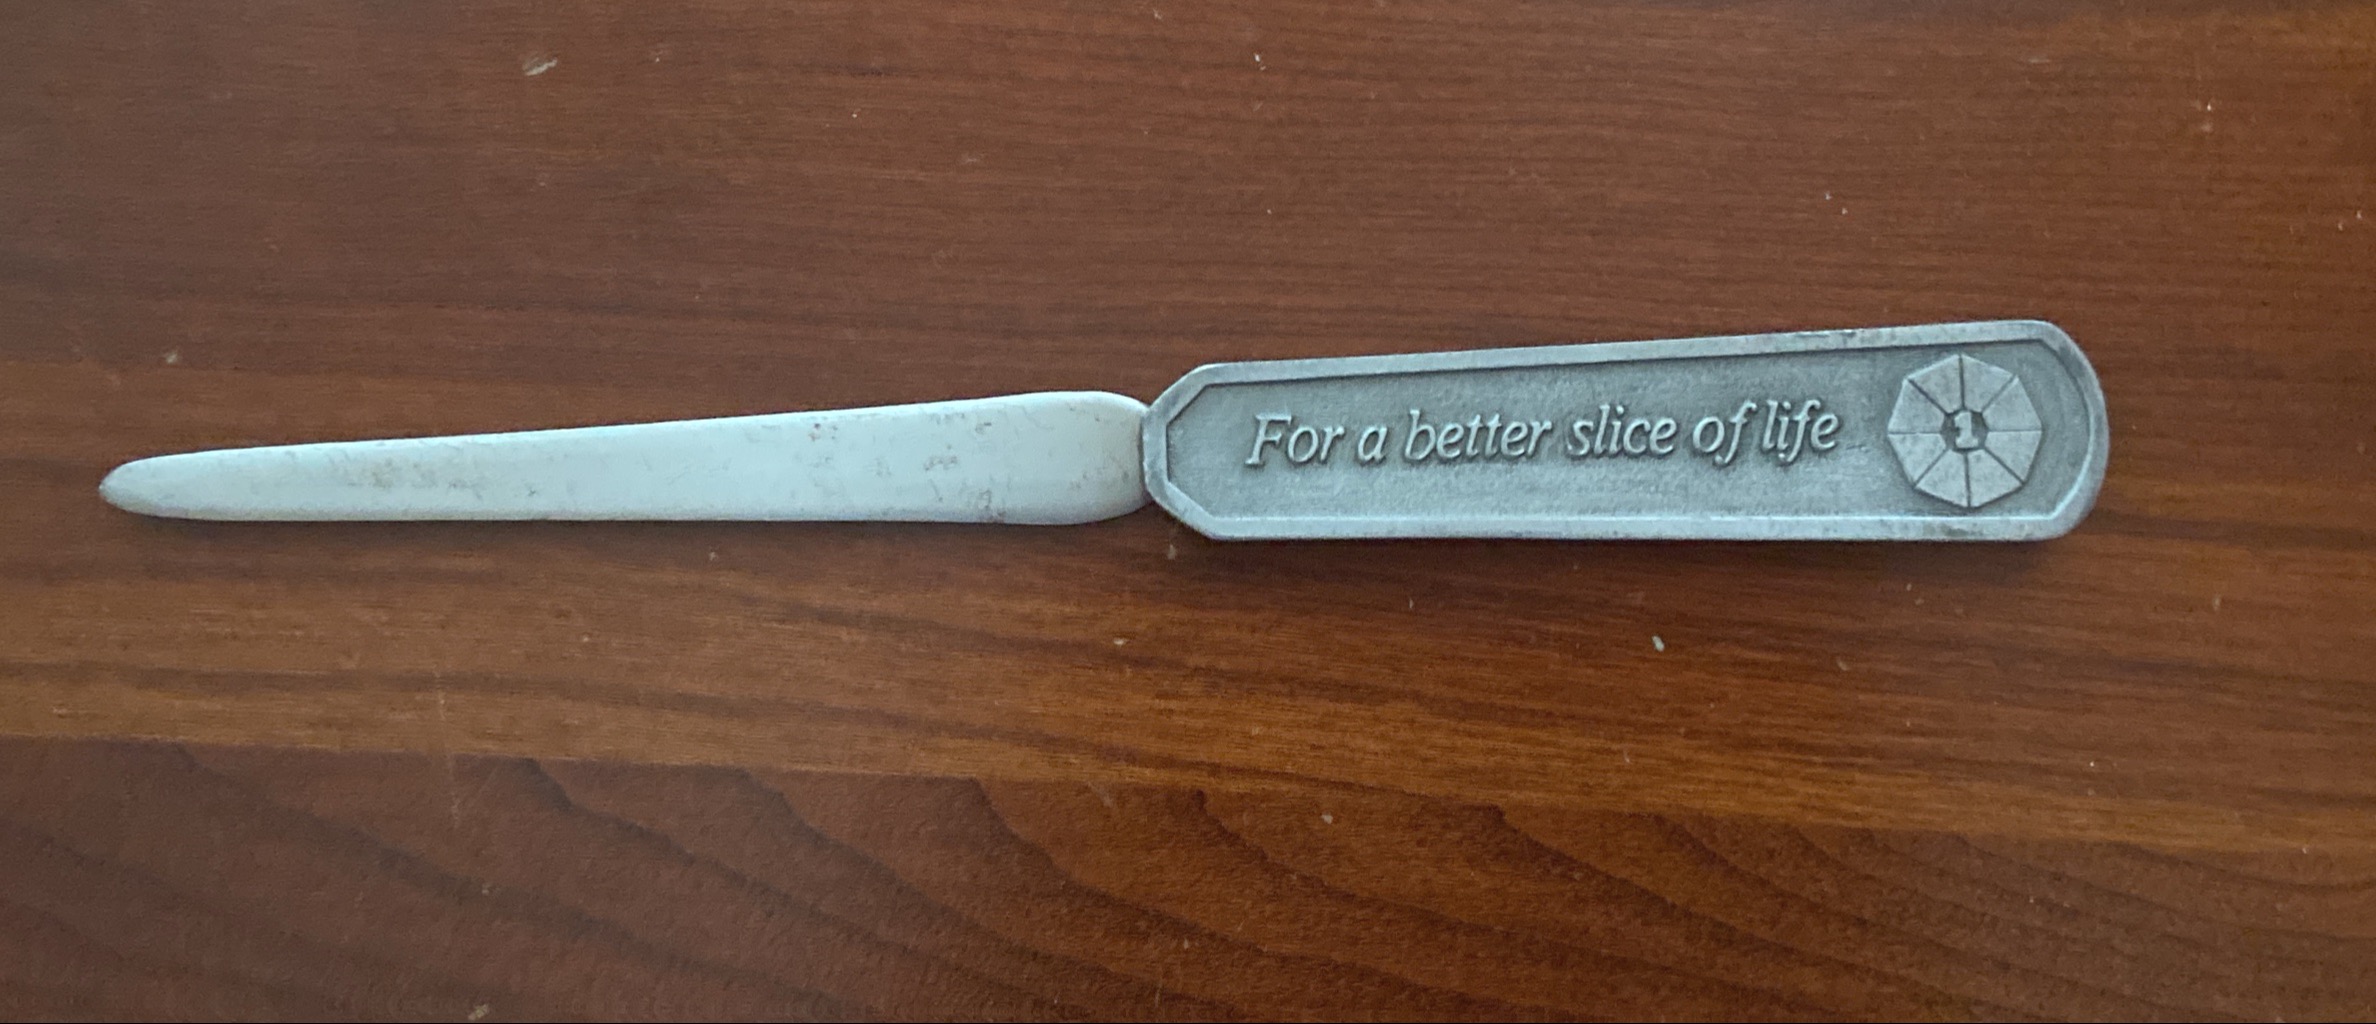 For a better slice of life
1